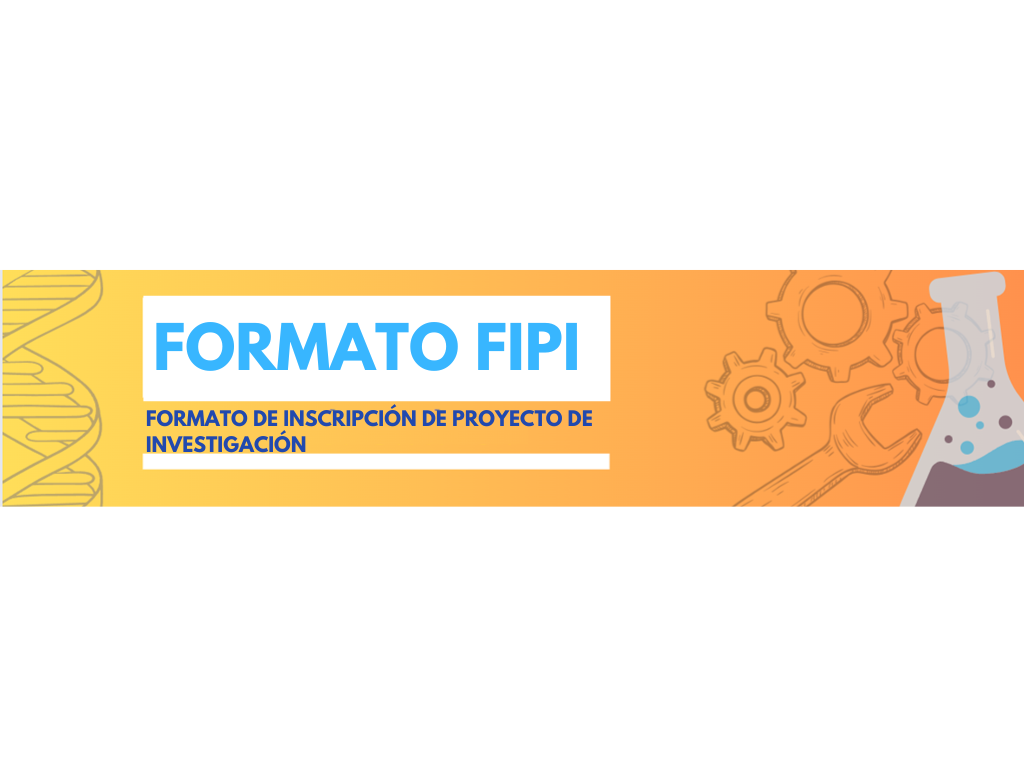 FORMATO FIPI
FORMATO DE INSCRIPCIÓN DE PROYECTO DE
INVESTIGACIÓN